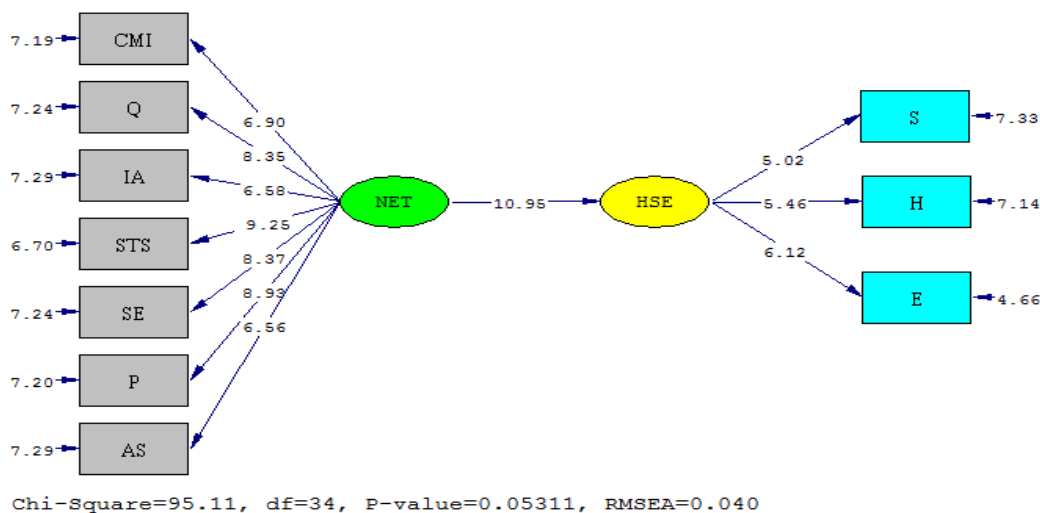 7.19 CMI
7.24 Q
7.29 IA
6.70 STS
7.24 SE
7.20 P
7.29 AS
6.90
8.35
6.58
9.25
8.37
8.93
6.56
NET
10.95
HSE
5.02
5.46
6.12
S 7.33
H 7.14
E 4.66
Chi-Square=95.11, df=34, P-value=0.05311, RMSEA=0.040